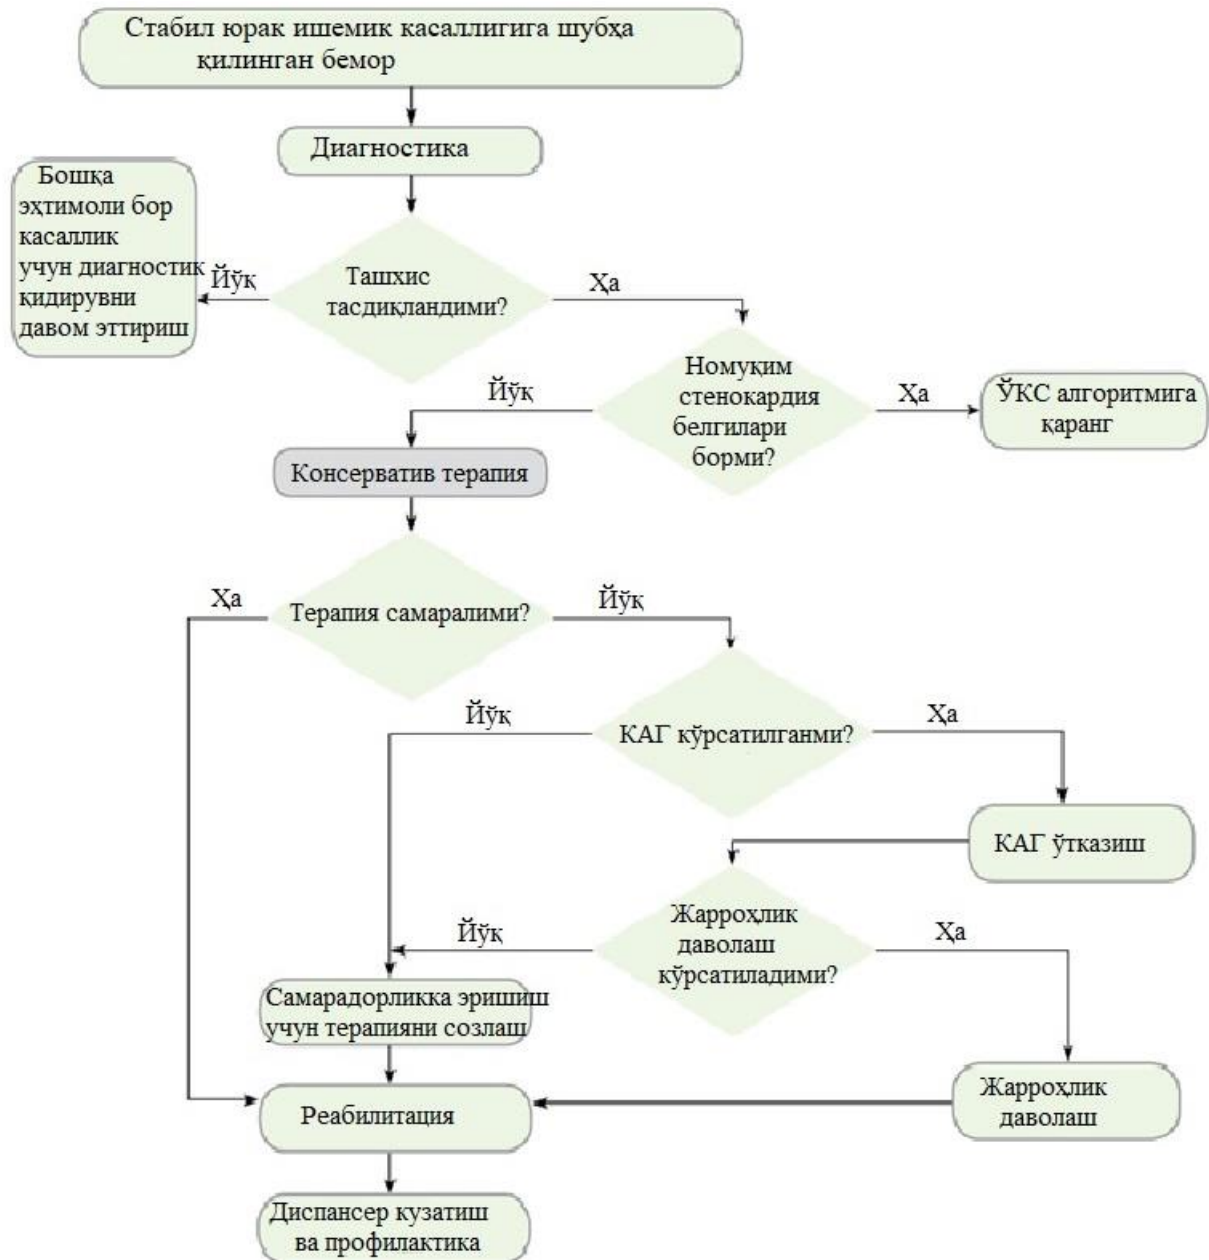 Стабил юрак ишемик касаллигига шубҳа
қилинган бемор
Диагностика
Бошқа
эҳтимоли бор
касаллик
учун диагностик
қидирувни
давом эттириш
Йўқ
Ташхис
тасдиқландими?
Ҳа
Номуқим
стенокардия
белгилари
борми?
Йўқ
Ҳа
ЎКС алгоритмига
қаранг
Консерватив терапия
Ҳа
Терапия самаралими?
Йўқ
Йўқ
КАГ кўрсатилганми?
Ҳа
КАГ ўтказиш
Йўқ
Жарроҳлик
даволаш
кўрсатиладими?
Ҳа
Самарадорликка эришиш
учун терапияни созлаш
Реабилитация
Жарроҳлик
даволаш
Диспансер кузатиш
ва профилактика